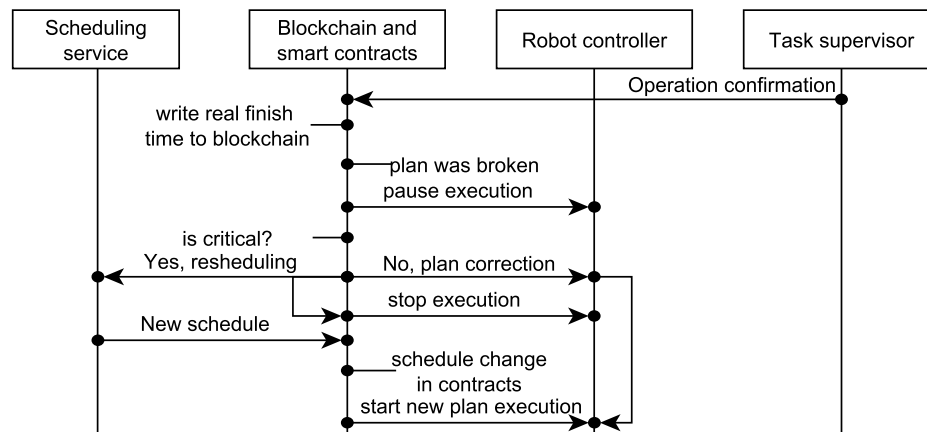 Scheduling
service
Blockchain and
smart contracts
Robot controller
Task supervisor
Operation confirmation
write real finish
time to blockchain
plan was broken
pause execution
is critical?
Yes, resheduling
No, plan correction
stop execution
New schedule
schedule change
in contracts
start new plan execution